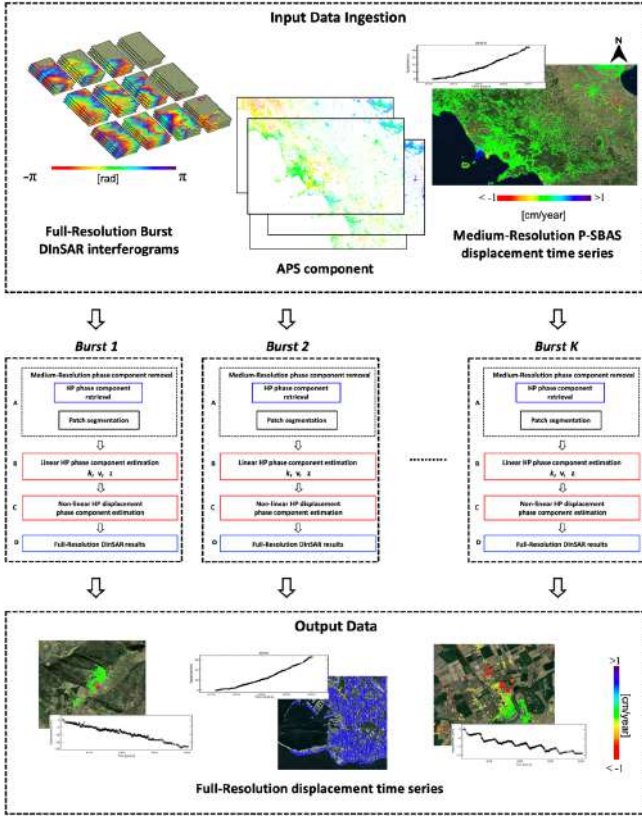 Input Data Ingestion
N
−π
[rad]
π
Full-Resolution Burst
DInSAR interferograms
APS component
< -1
>1
[cm/year]
Medium-Resolution P-SBAS
displacement time series
Burst 1
Medium-Resolution phase component removal
A
HP phase component
retrieval
Patch segmentation
B
Linear HP phase component estimation
k, v, z
C
Non-linear HP displacement
phase component estimation
D
Full-Resolution DInSAR results
Burst 2
Medium-Resolution phase component removal
A
HP phase component
retrieval
Patch segmentation
B
Linear HP phase component estimation
k, v, z
C
Non-linear HP displacement
phase component estimation
D
Full-Resolution DInSAR results
Burst K
Medium-Resolution phase component removal
A
HP phase component
retrieval
Patch segmentation
B
Linear HP phase component estimation
k, v, z
C
Non-linear HP displacement
phase component estimation
D
Full-Resolution DInSAR results
Output Data
>1
[cm/year]
< -1
Full-Resolution displacement time series